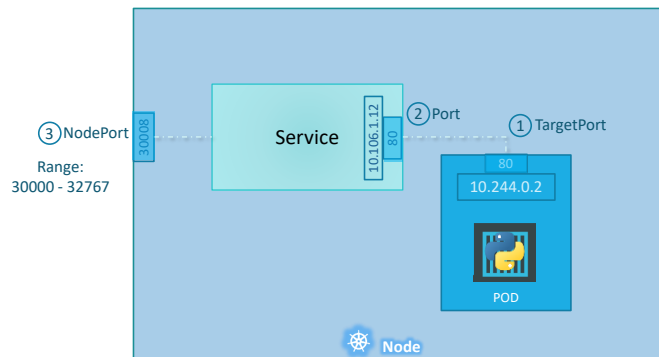 3 NodePort
Range:
30000 - 32767
30008
Service
10.106.1.12
80
2 Port
1 TargetPort
80
10.244.0.2
POD
Node